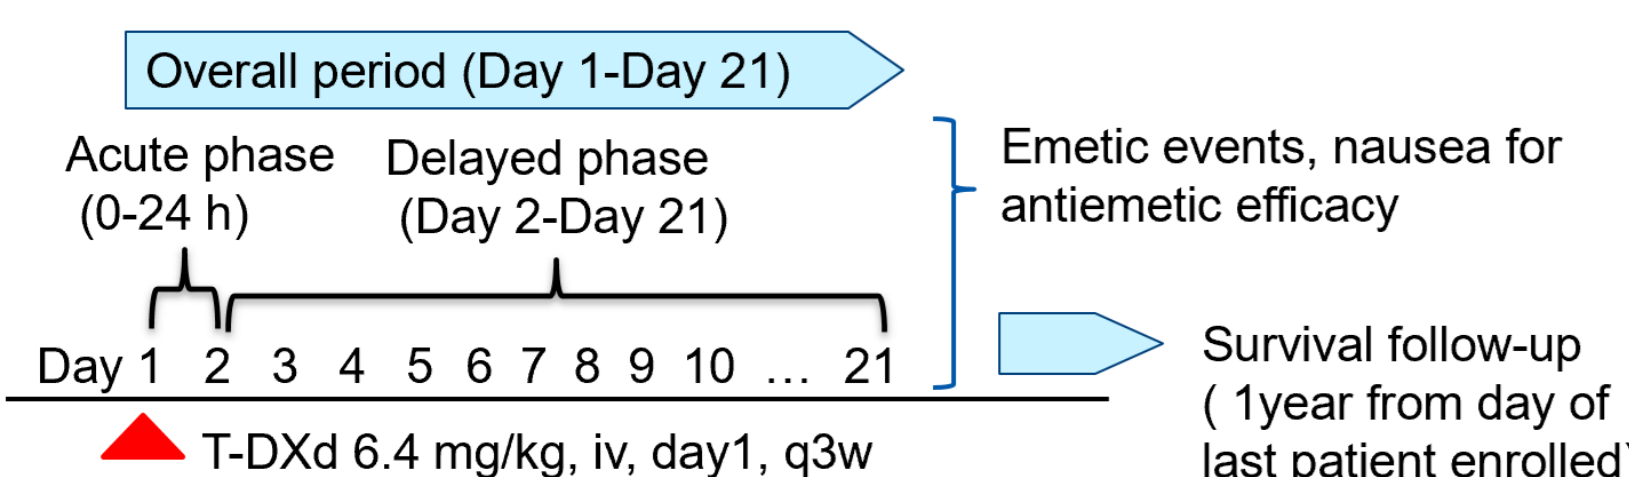 Overall period (Day 1-Day 21)
Acute phase
(0-24 h)
Delayed phase
(Day 2-Day 21)
Emetic events, nausea for
antiemetic efficacy
Day 1 2 3 4 5 6 7 8 9 10 ... 21
T-DXd 6.4 mg/kg, iv, day1, q3w
Survival follow-up
( 1year from day of
last patient enrolled)